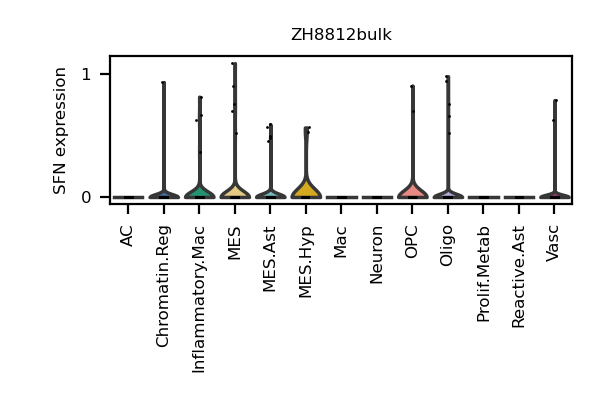 ZH8812bulk
SFN expression
1
0
AC
Chromatin.Reg
Inflammatory.Mac
MES
MES.Ast
MES.Hyp
Mac
Neuron
OPC
Oligo
Prolif.Metab
Reactive.Ast
Vasc